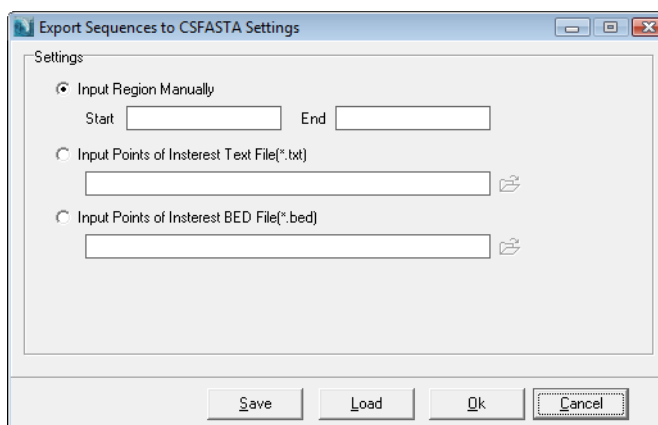 Export Sequences to CSFASTA Settings
Settings
Input Region Manually
Start End
Input Points of Insterest Text File(*.txt)
Input Points of Insterest BED File(*.bed)
Save Load Ok Cancel